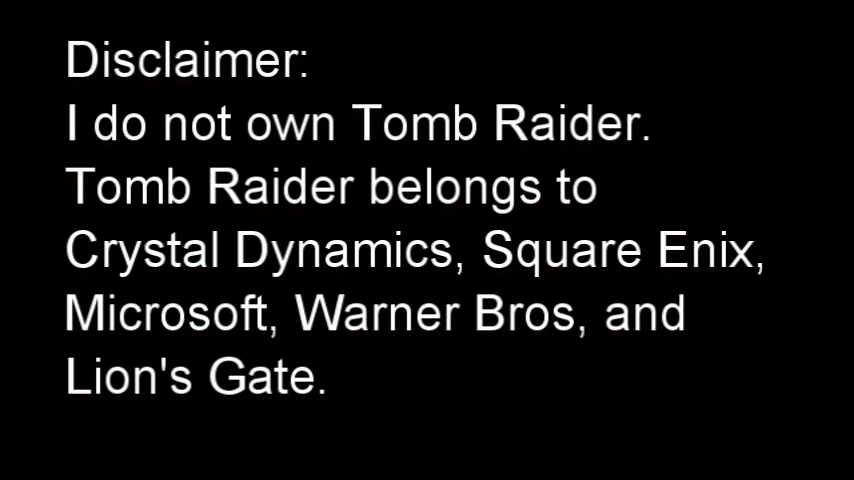 Disclaimer:
I do not own Tomb Raider.
Tomb Raider belongs to
Crystal Dynamics, Square Enix,
Microsoft, Warner Bros, and
Lion's Gate.